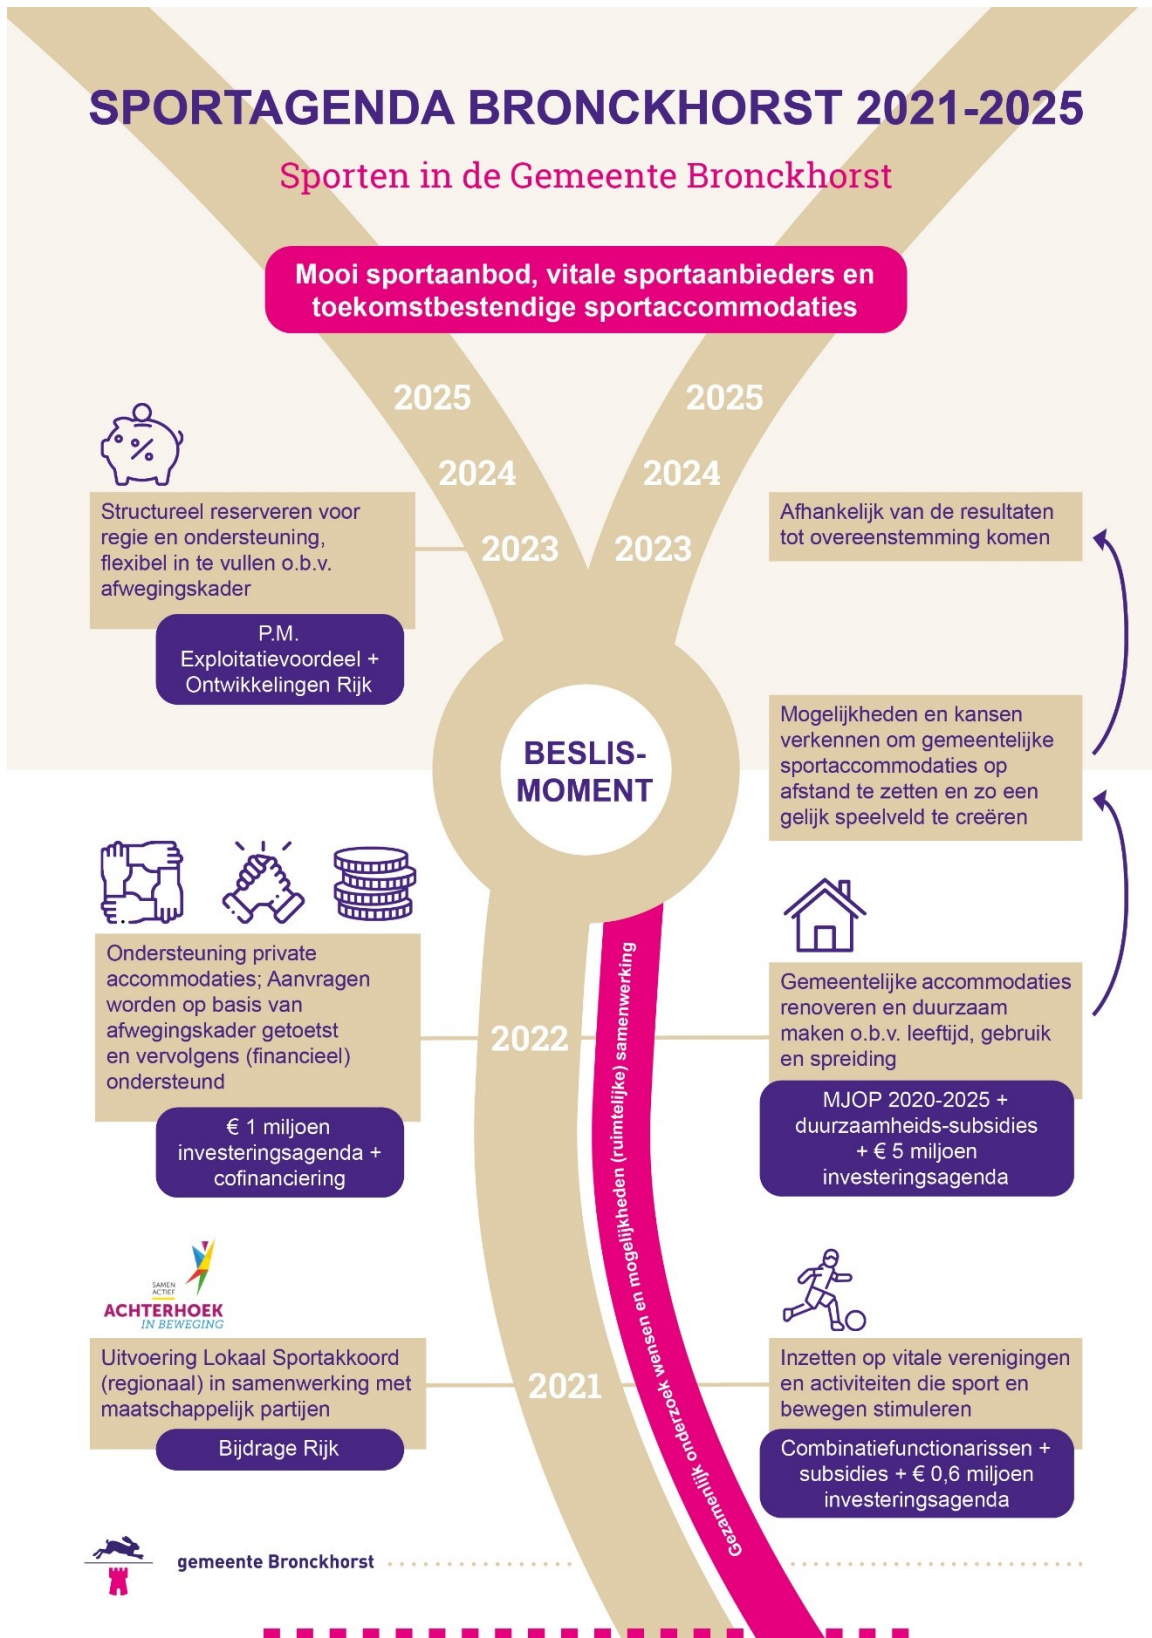 SPORTAGENDA BRONCKHORST 2021-2025
Sporten in de Gemeente Bronckhorst
Mooi sportaanbod, vitale sportaanbieders en
toekomstbestendige sportaccommodaties
2025
2025
2024
2024
2023
2023
Structureel reserveren voor
regie en ondersteuning,
flexibel in te vullen o.b.v.
afwegingskader
P.M.
Exploitatievoordeel +
Ontwikkelingen Rijk
Afhankelijk van de resultaten
tot overeenstemming komen
Mogelijkheden en kansen
verkennen om gemeentelijke
sportaccommodaties op
afstand te zetten en zo een
gelijk speelveld te creëren
BESLIS-
MOMENT
Ondersteuning private
accommodaties; Aanvragen
worden op basis van
afwegingskader getoetst
en vervolgens (financieel)
ondersteund
€ 1 miljoen
investeringsagenda +
cofinanciering
2022
Gezamenlijk onderzoek wensen en mogelijkheden (ruimtelijke) samenwerking
Gemeentelijke accommodaties
renoveren en duurzaam
maken o.b.v. leeftijd, gebruik
en spreiding
MJOP 2020-2025 +
duurzaamheids-subsidies
+ € 5 miljoen
investeringsagenda
SAMEN
ACTIEF
ACHTERHOEK
IN BEWEGING
Uitvoering Lokaal Sportakkoord
(regionaal) in samenwerking met
maatschappelijk partijen
Bijdrage Rijk
2021
Inzetten op vitale verenigingen
en activiteiten die sport en
bewegen stimuleren
Combinatiefunctionarissen +
subsidies + € 0,6 miljoen
investeringsagenda
gemeente Bronckhorst